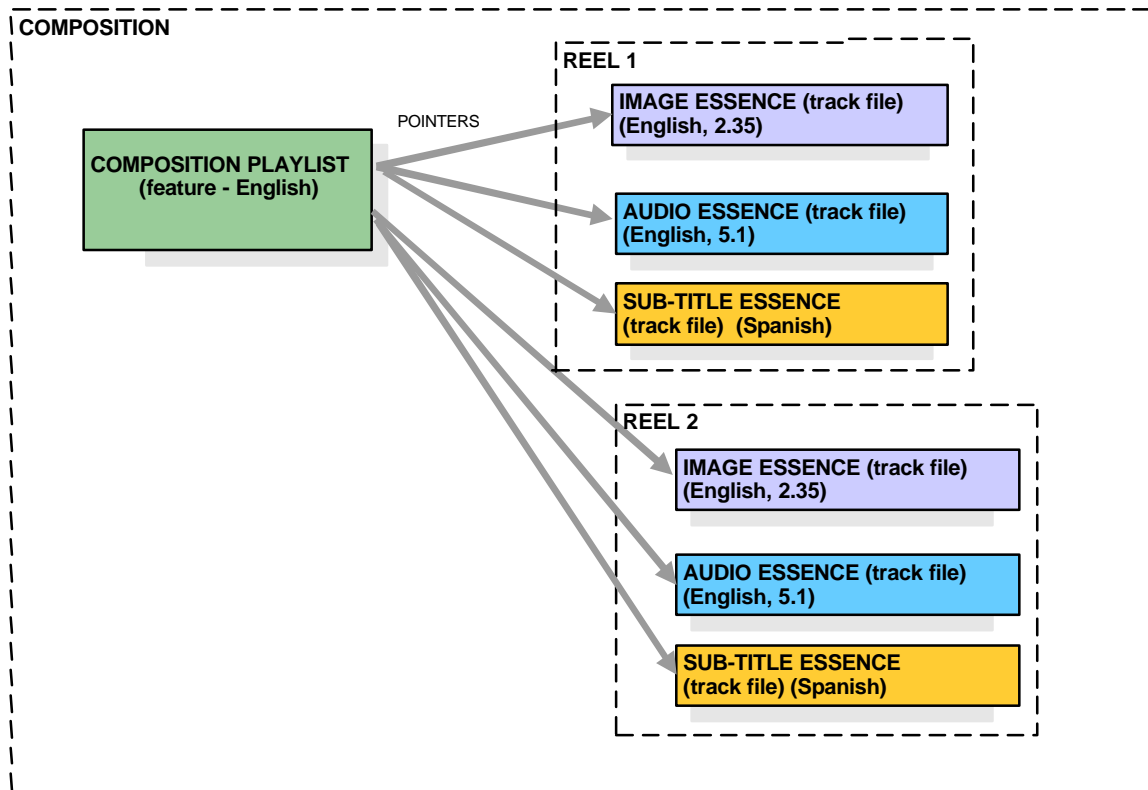 COMPOSITION
REEL 1
IMAGE ESSENCE (track file)
(English, 2.35)
POINTERS
COMPOSITION PLAYLIST
(feature - English)
AUDIO ESSENCE (track file)
(English, 5.1)
SUB-TITLE ESSENCE
(track file) (Spanish)
REEL 2
IMAGE ESSENCE (track file)
(English, 2.35)
AUDIO ESSENCE (track file)
(English, 5.1)
SUB-TITLE ESSENCE
(track file) (Spanish)